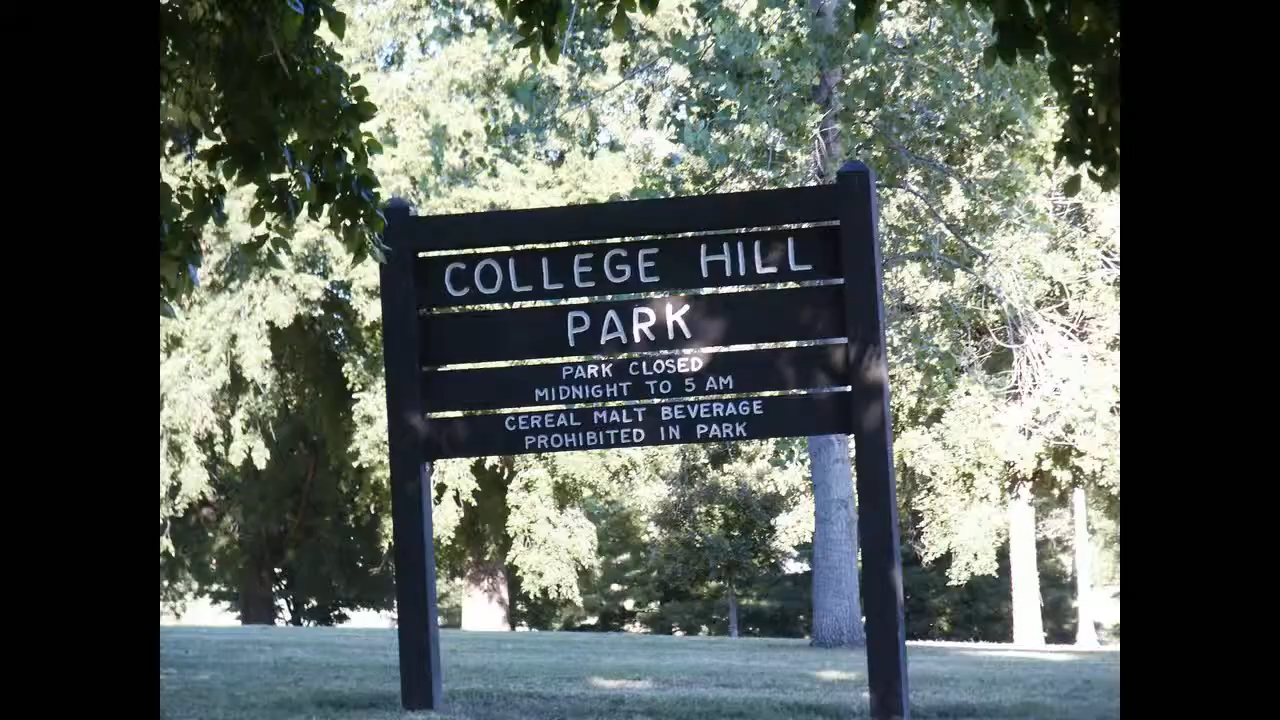 COLLEGE HILL
PARK
PARK CLOSED
MIDNIGHT TO 5 AM
CEREAL MALT BEVERAGE
PROHIBITED IN PARK